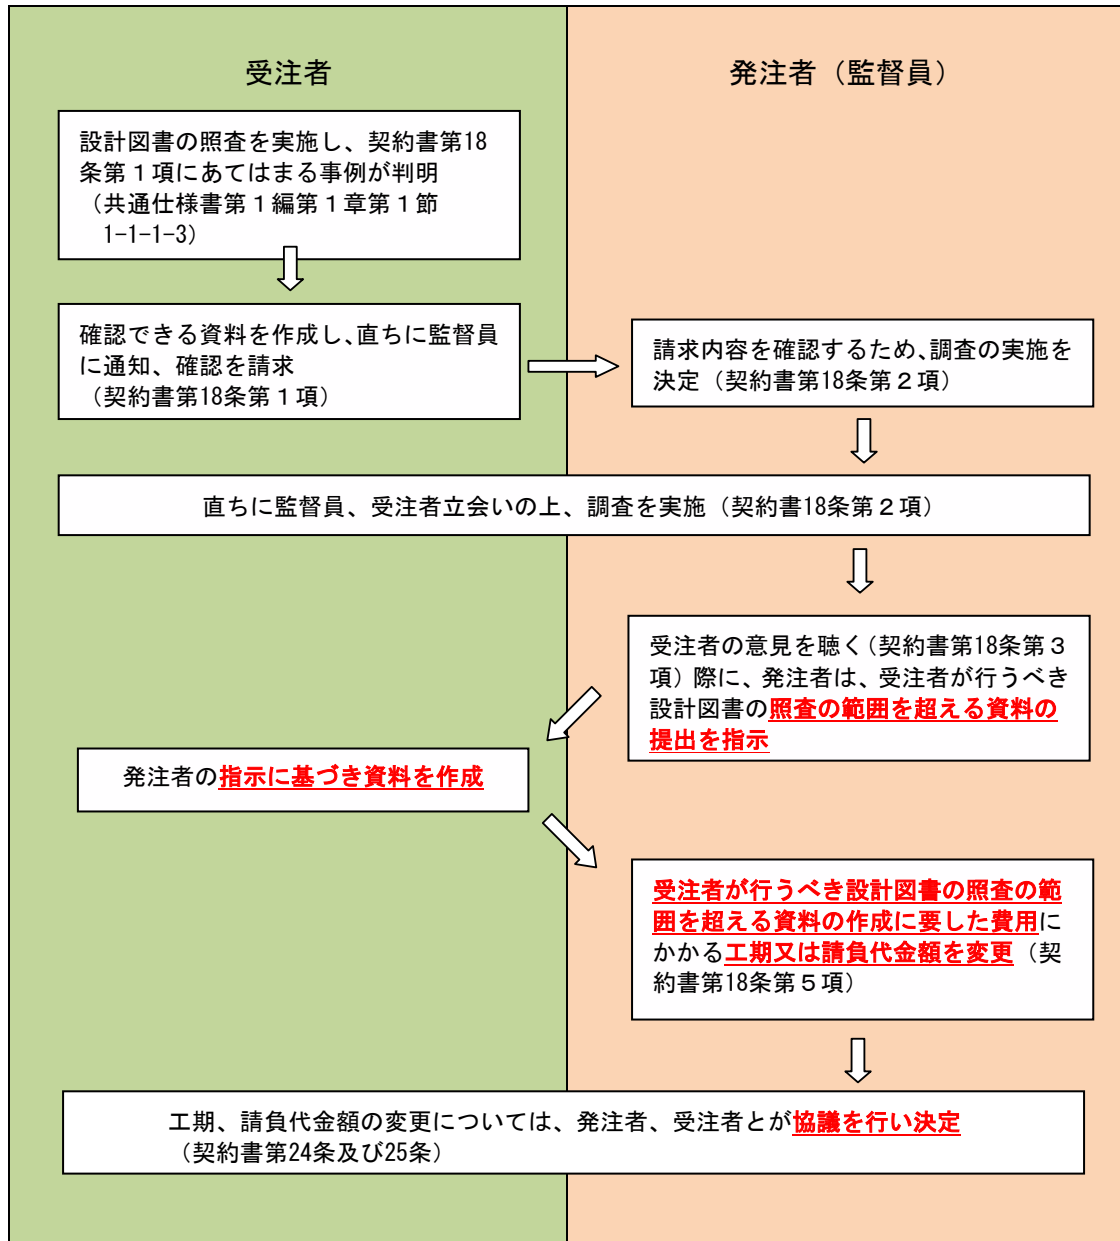 受注者
発注者（監督員）
設計図書の照査を実施し、契約書第18
条第１項にあてはまる事例が判明
（共通仕様書第１編第１章第１節
1-1-1-3）
確認できる資料を作成し、直ちに監督員
に通知、確認を請求
（契約書第18条第１項）
請求内容を確認するため、調査の実施を
決定（契約書第18条第２項）
直ちに監督員、受注者立会いの上、調査を実施（契約書18条第２項）
受注者の意見を聴く（契約書第18条第３
項）際に、発注者は、受注者が行うべき
設計図書の照査の範囲を超える資料の
提出を指示
発注者の指示に基づき資料を作成
受注者が行うべき設計図書の照査の範
囲を超える資料の作成に要した費用に
かかる工期又は請負代金額を変更（契
約書第18条第５項）
工期、請負代金額の変更については、発注者、受注者とが協議を行い決定
（契約書第24条及び25条）